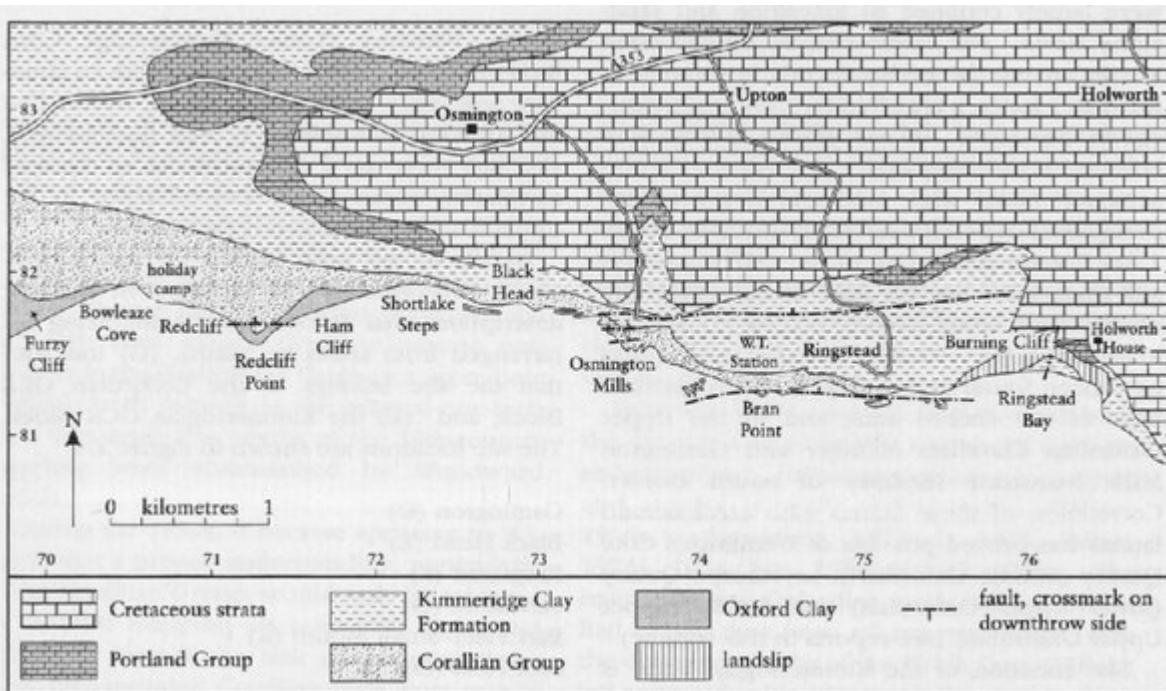 A353
83
Osmington
Upton
Holworth
82
holiday
camp
Black
Head
Bowleaze
Cove
Redcliff
Shortlake
Steps
Furzy
Cliff
Ham
Cliff
Redcliff
Point
Osmington
Mills
W.T.
Station
Ringstead
Burning Cliff
Holworth
House
Bran
Point
Ringstead
Bay
81
N
0 kilometres 1
70 71 72 73 74 75 76
Cretaceous strata
Kimmeridge Clay
Formation
Oxford Clay
fault, crossmark on
downthrow side
Portland Group
Corallian Group
landslip